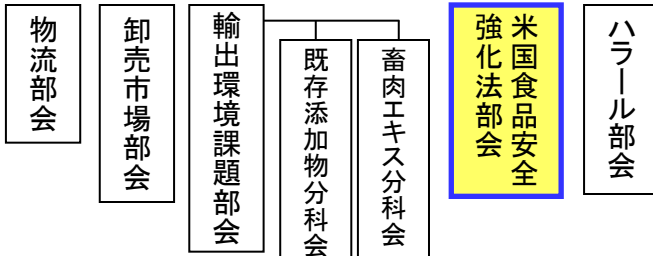 物流部会
卸売市場部会
輸出環境課題部会
既存添加物分科会
畜肉エキス分科会
米国食品安全
強化法部会
ハラール部会